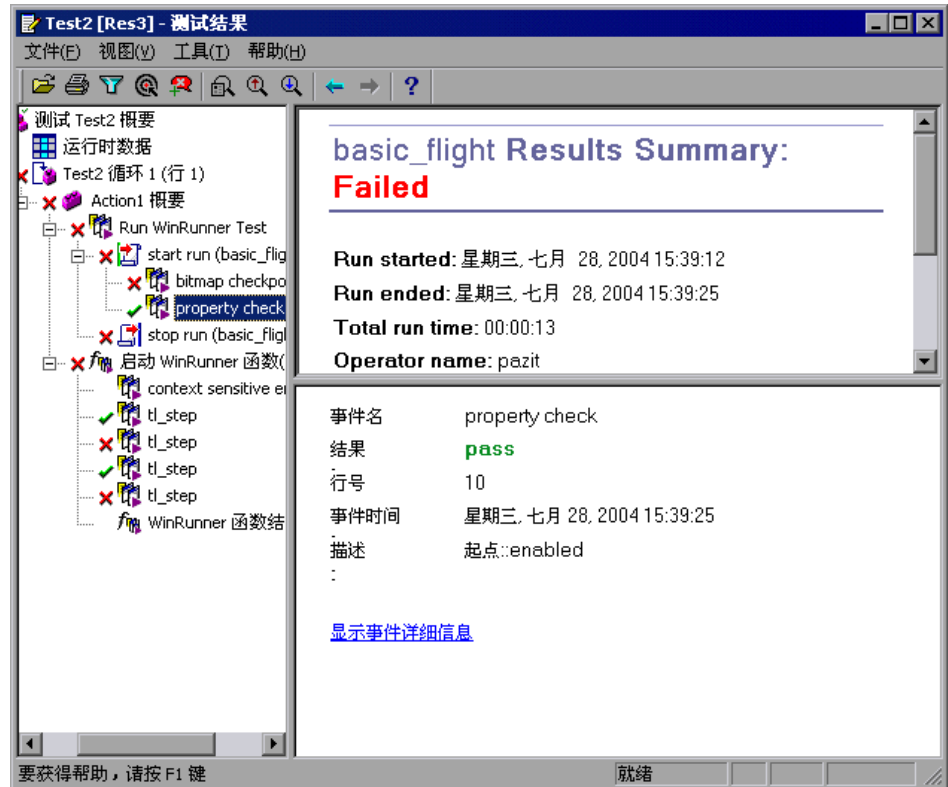 Test2 [Res3] - 测试结果
文件(F) 视图(V) 工具(T) 帮助(H)
测试 Test2 概要
运行时数据
Test2 循环 1 (行 1)
Action1 概要
Run WinRunner Test
start run (basic_flig
bitmap checkpo
property check
stop run (basic_fligl
启动 WinRunner 函数(
context sensitive er
tl_step
tl_step
tl_step
tl_step
WinRunner 函数结
basic_flight Results Summary:
Failed
Run started: 星期三, 七月 28, 2004 15:39:12
Run ended: 星期三, 七月 28, 2004 15:39:25
Total run time: 00:00:13
Operator name: pazit
事件名 property check
结果 pass
:
行号 10
事件时间 星期三, 七月 28, 2004 15:39:25
:
描述 起点::enabled
:
显示事件详细信息
要获得帮助，请按 F1 键 就绪